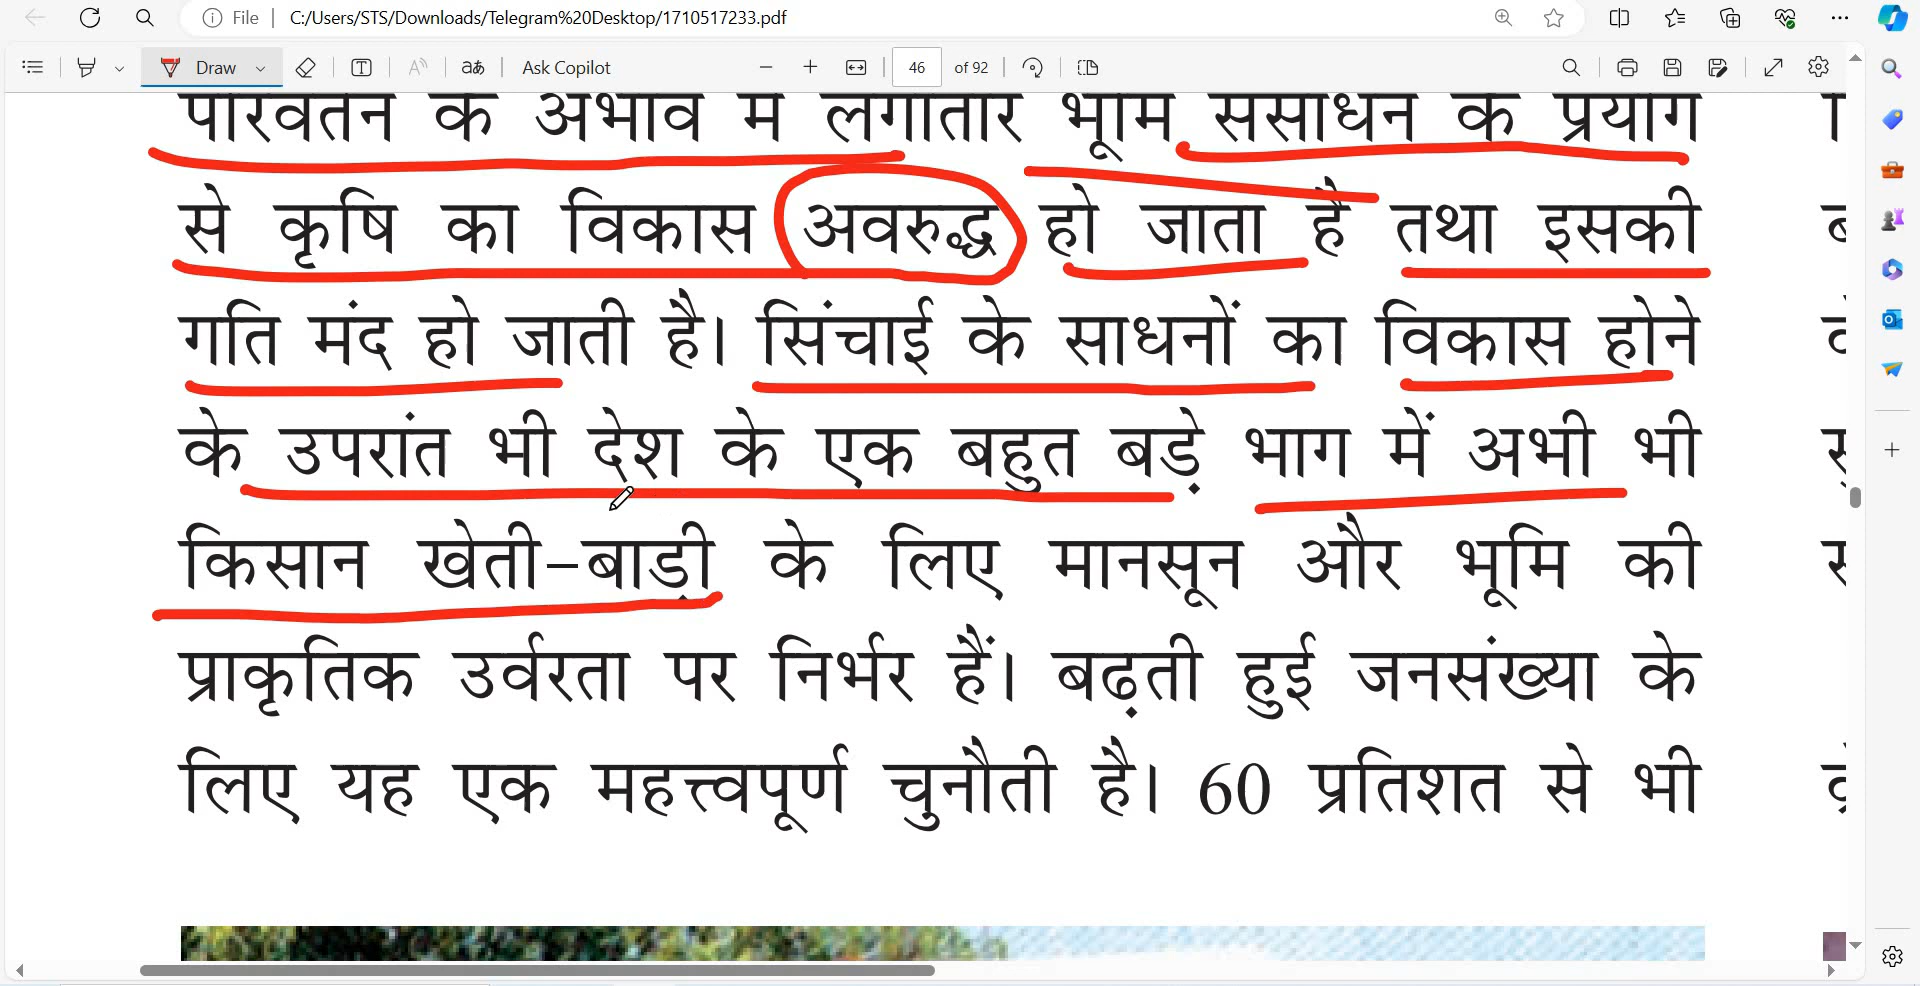 File
C:/Users/STS/Downloads/Telegram%20Desktop/1710517233.pdf
Draw
T
aあ
Ask Copilot
46 of 92
परिवर्तन के अभाव में लगातार भूमि संसाधन के प्रयोग
से कृषि का विकास अवरुद्ध हो जाता है तथा इसकी
गति मंद हो जाती है। सिंचाई के साधनों का विकास होने
के उपरांत भी देश के एक बहुत बड़े भाग में अभी भी
किसान खेती-बाड़ी के लिए मानसून और भूमि की
प्राकृतिक उर्वरता पर निर्भर हैं। बढ़ती हुई जनसंख्या के
लिए यह एक महत्त्वपूर्ण चुनौती है। 60 प्रतिशत से भी